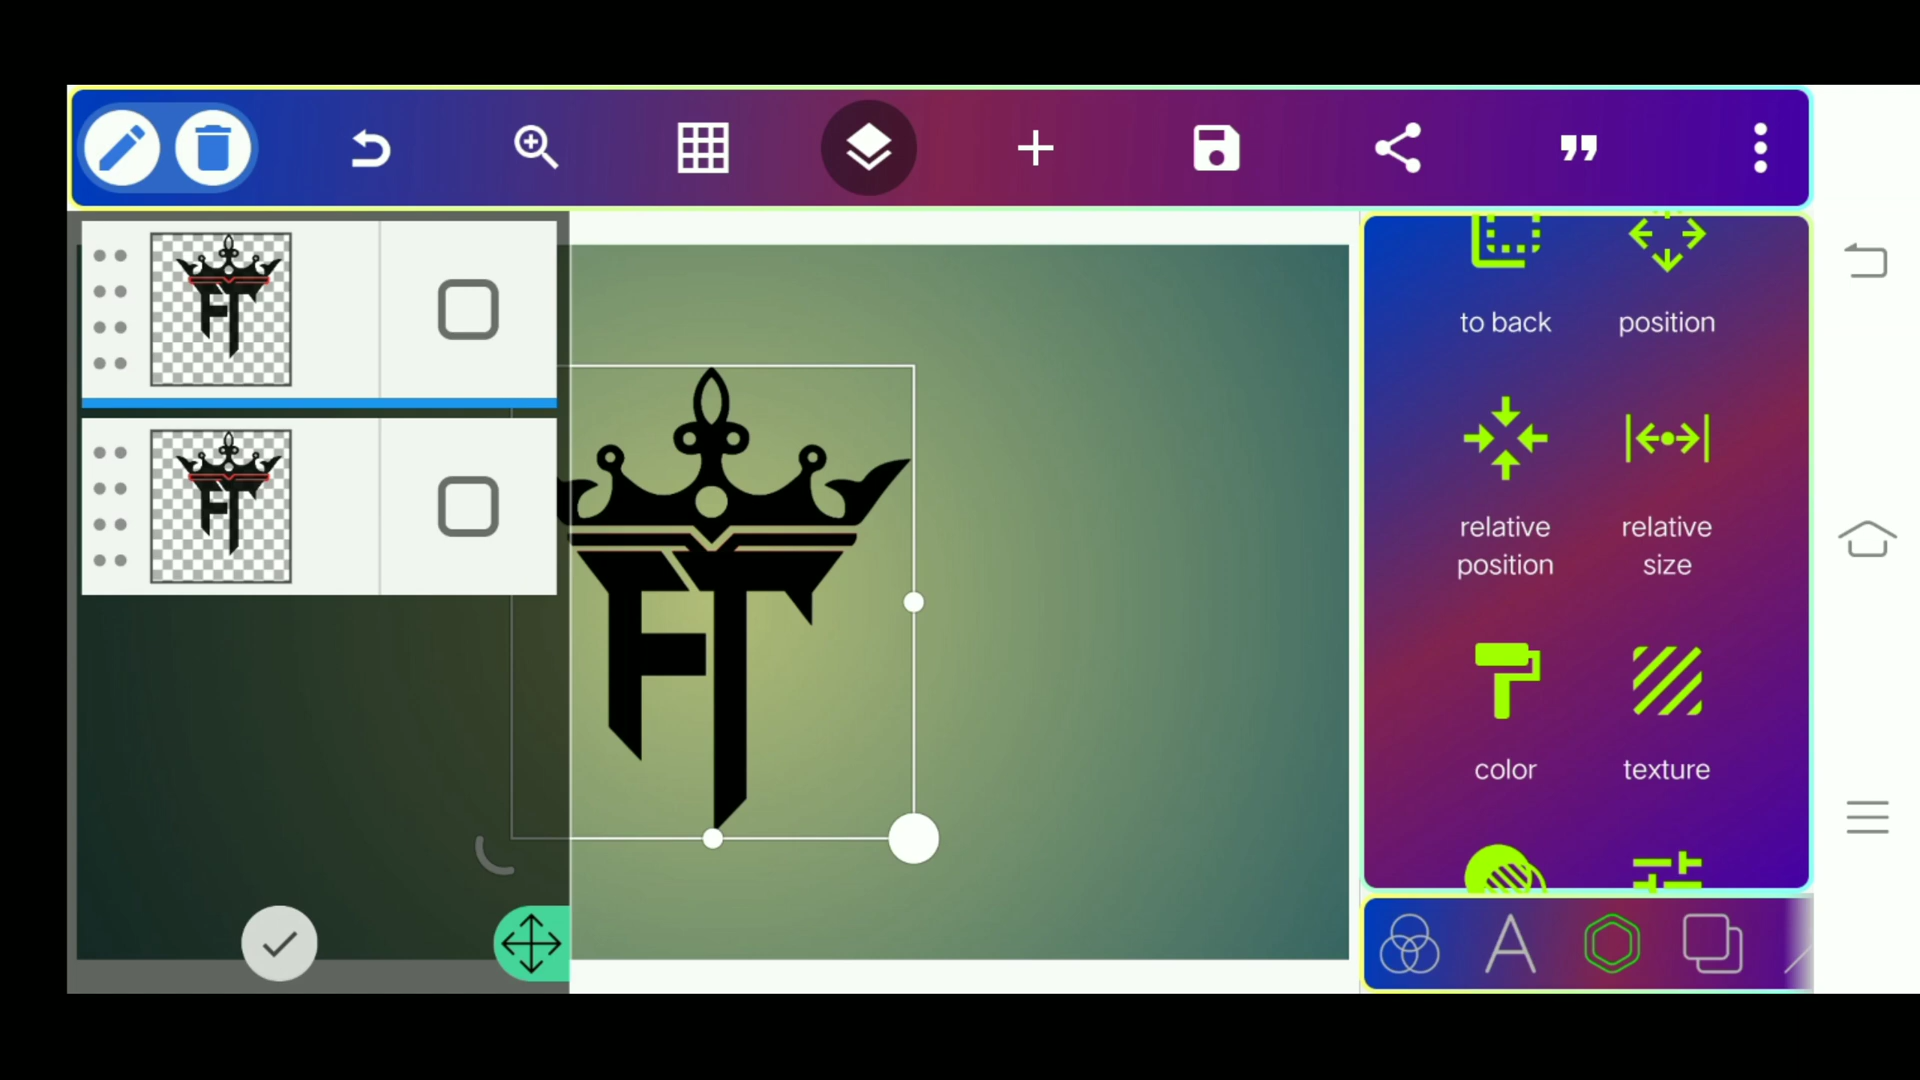 to back
position
relative
position
relative
size
color
texture
FT